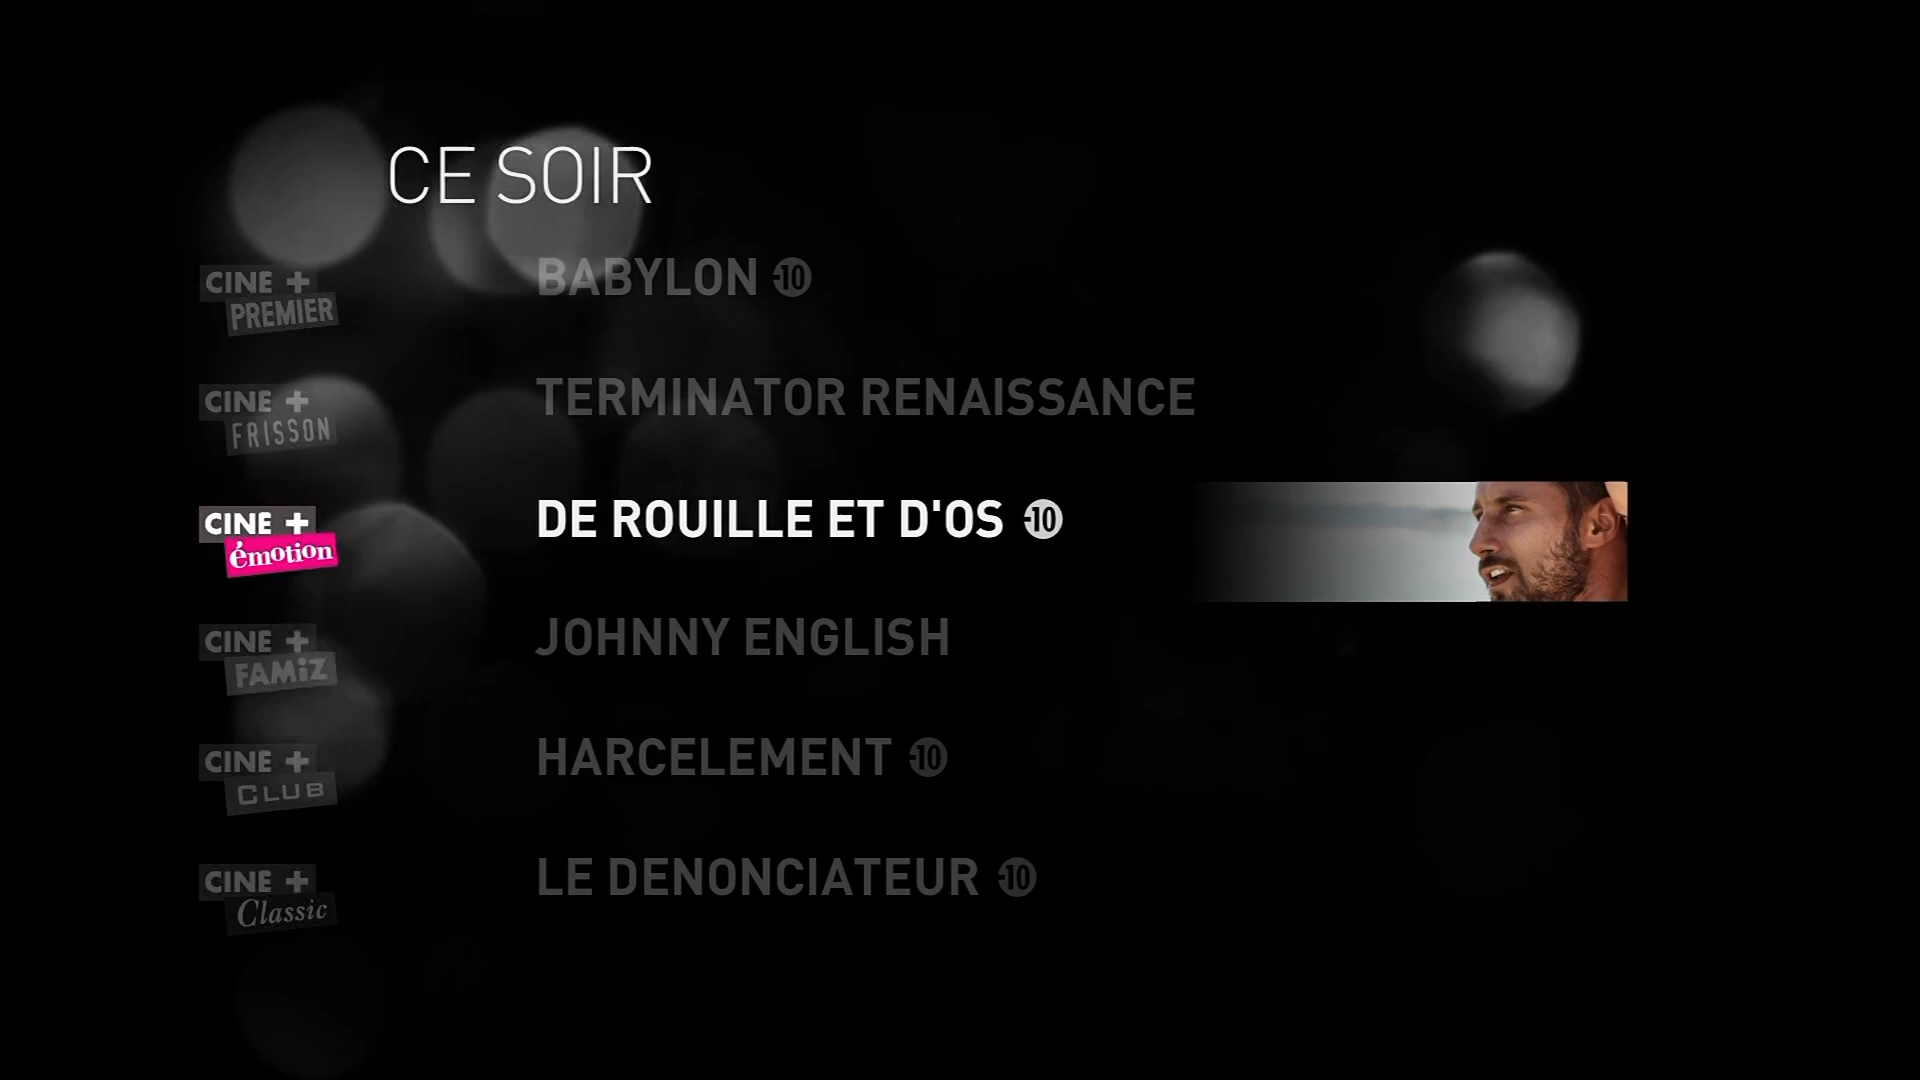 CE SOIR
CINE +
PREMIER
BABYLON -10
CINE +
FRISSON
TERMINATOR RENAISSANCE
CINE +
émotion
DE ROUILLE ET D'OS -10
CINE +
FAMiZ
JOHNNY ENGLISH
CINE +
CLUB
HARCELEMENT -10
CINE +
Classic
LE DENONCIATEUR -10